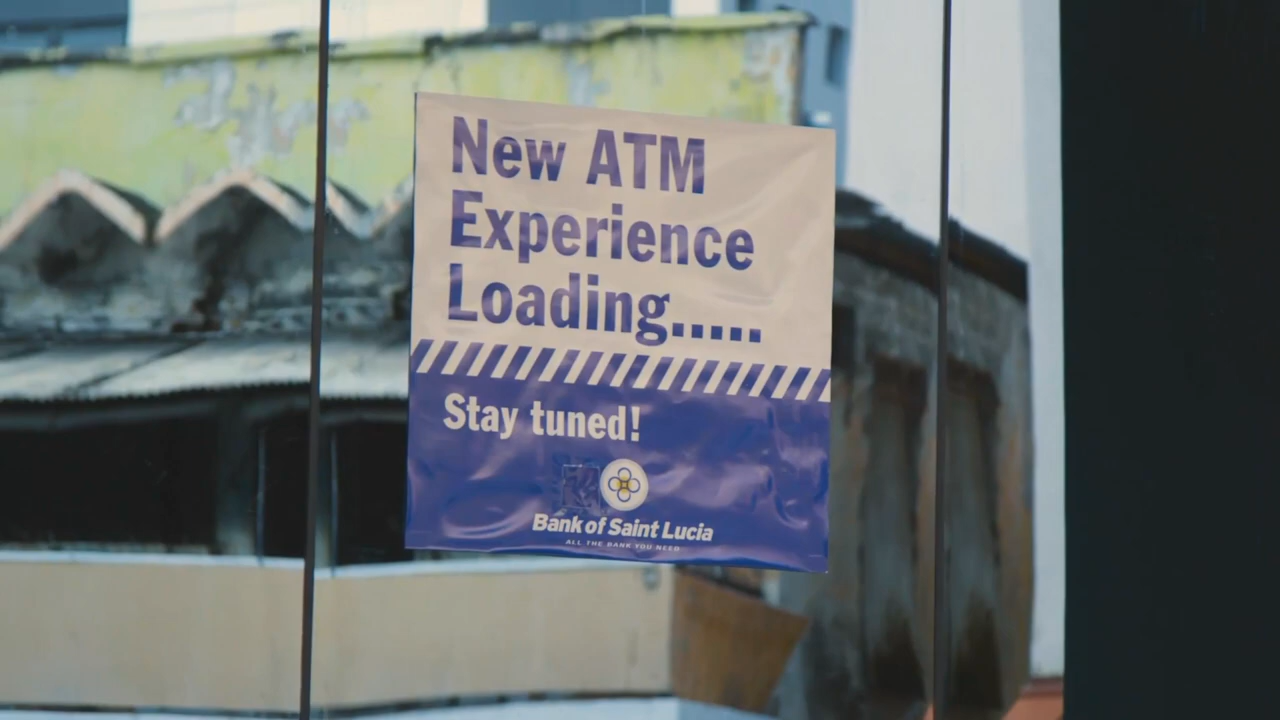 New ATM
Experience
Loading.....
Stay tuned!
Bank of Saint Lucia
ALL THE BANK YOU NEED